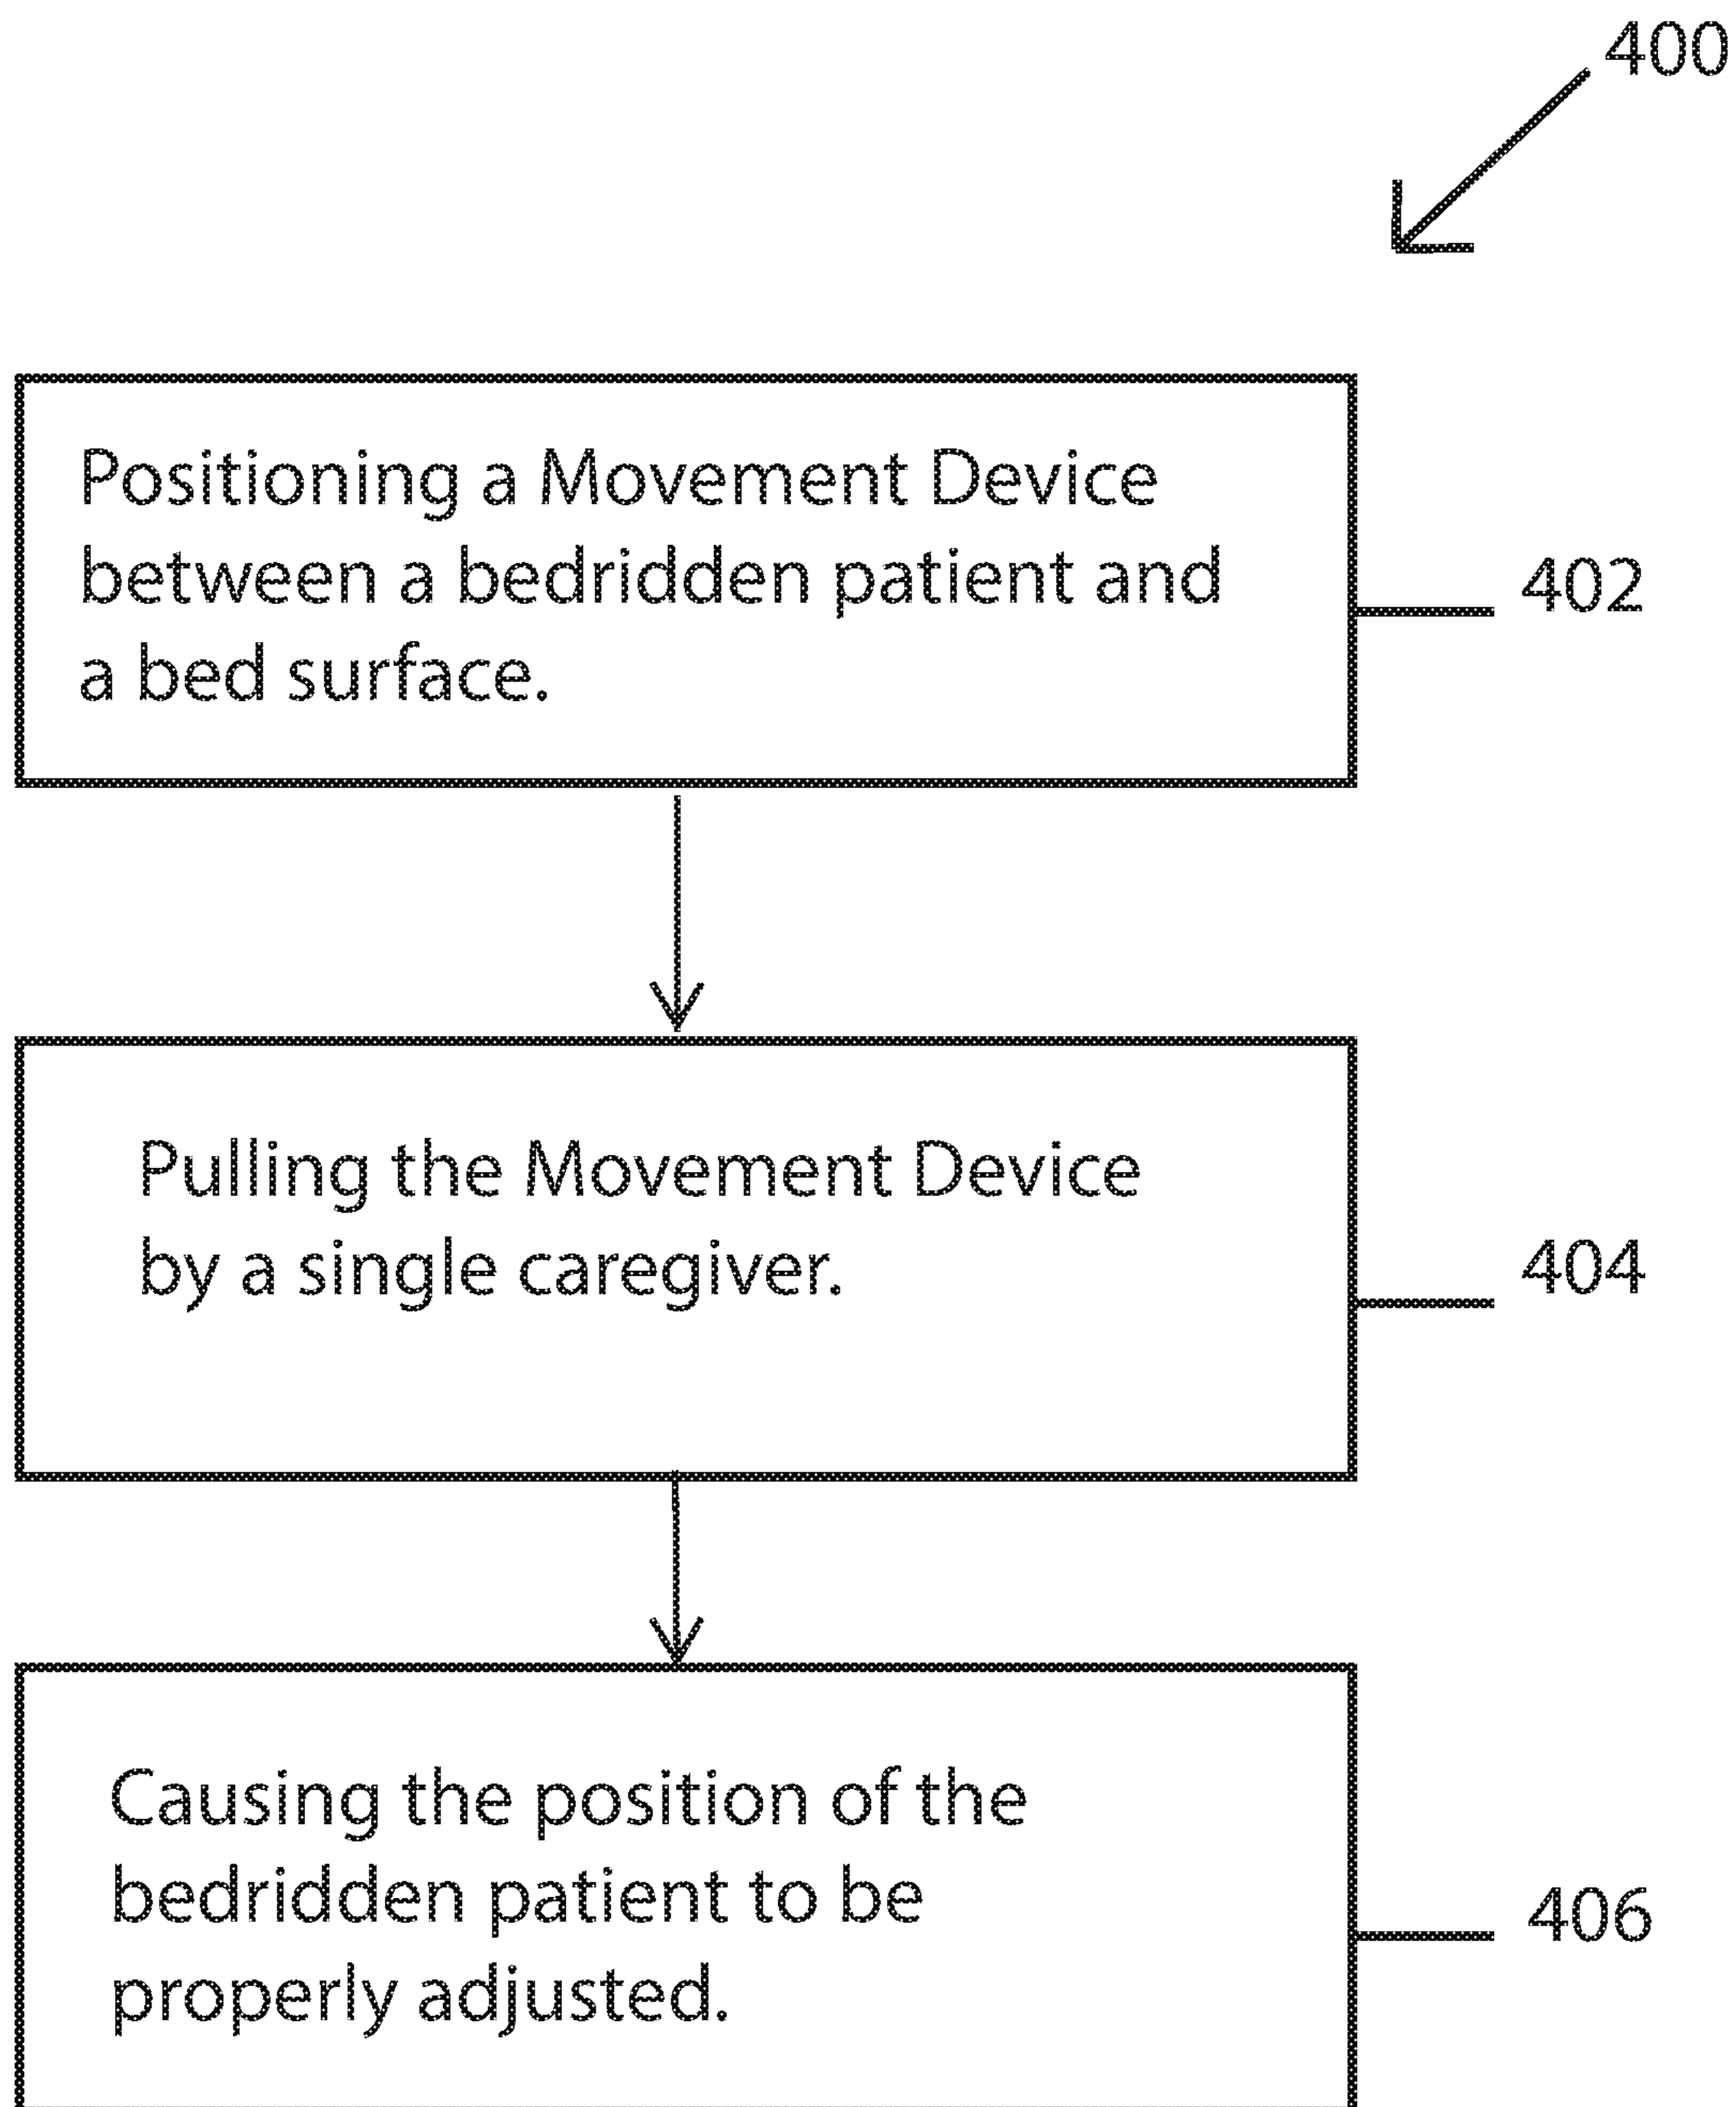 400
Positioning a Movement Device
between a bedridden patient and
a bed surface.
402
Pulling the Movement Device
by a single caregiver.
404
Causing the position of the
bedridden patient to be
properly adjusted.
406